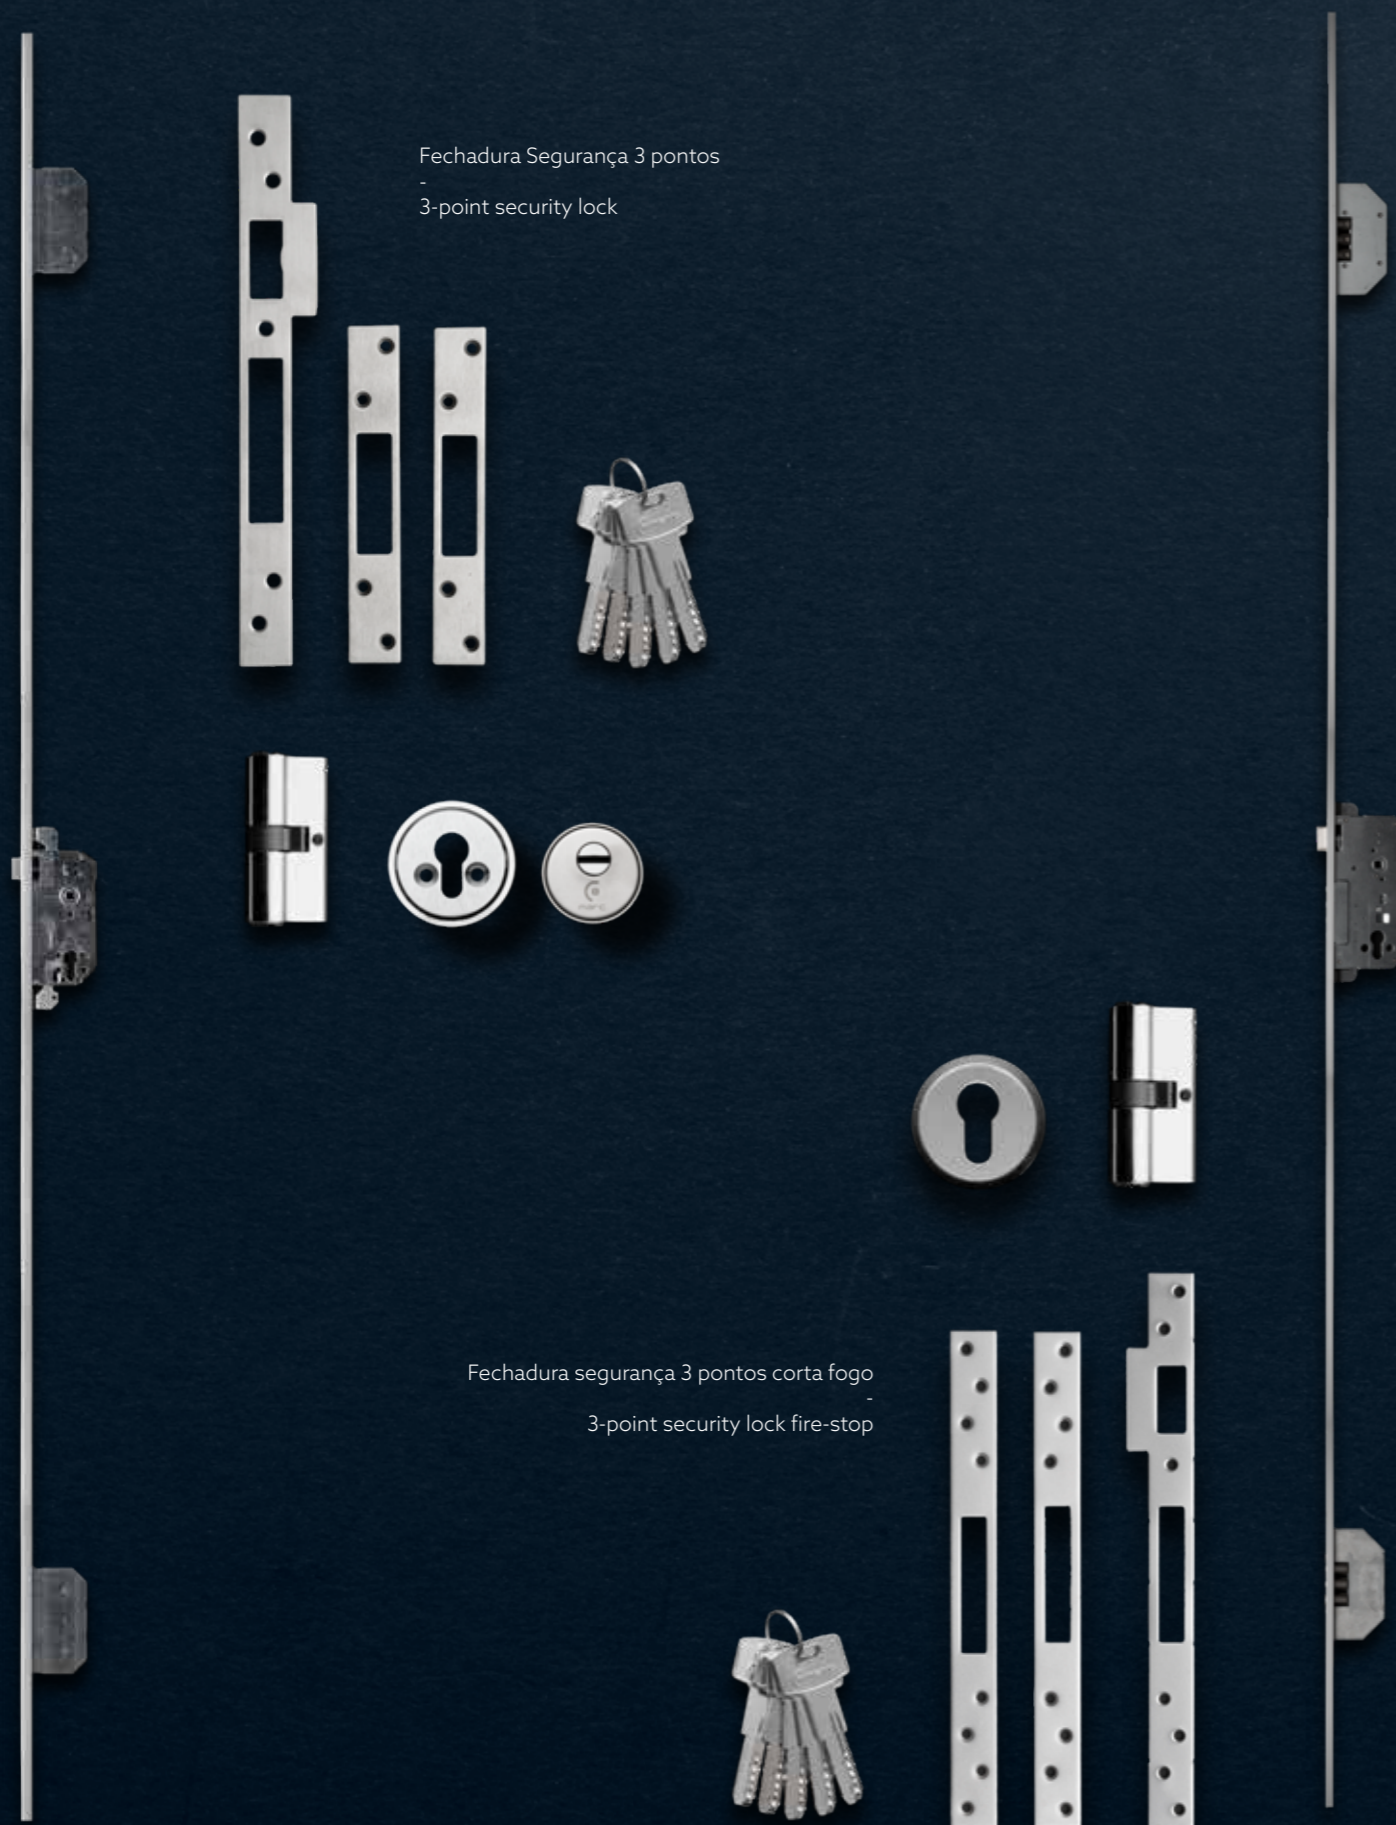 Fechadura Segurança 3 pontos
-
3-point security lock
Fechadura segurança 3 pontos corta fogo
-
3-point security lock fire-stop